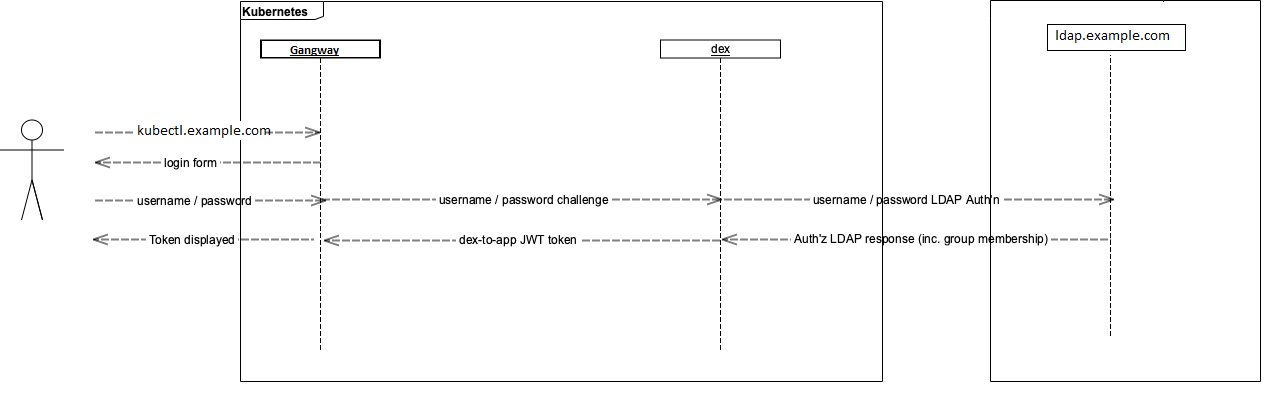 Kubernetes
Gangway
dex
ldap.example.com
kubectl.example.com
login form
username / password
username / password challenge
username / password LDAP Auth'n
Token displayed
dex-to-app JWT token
Auth'z LDAP response (inc. group membership)